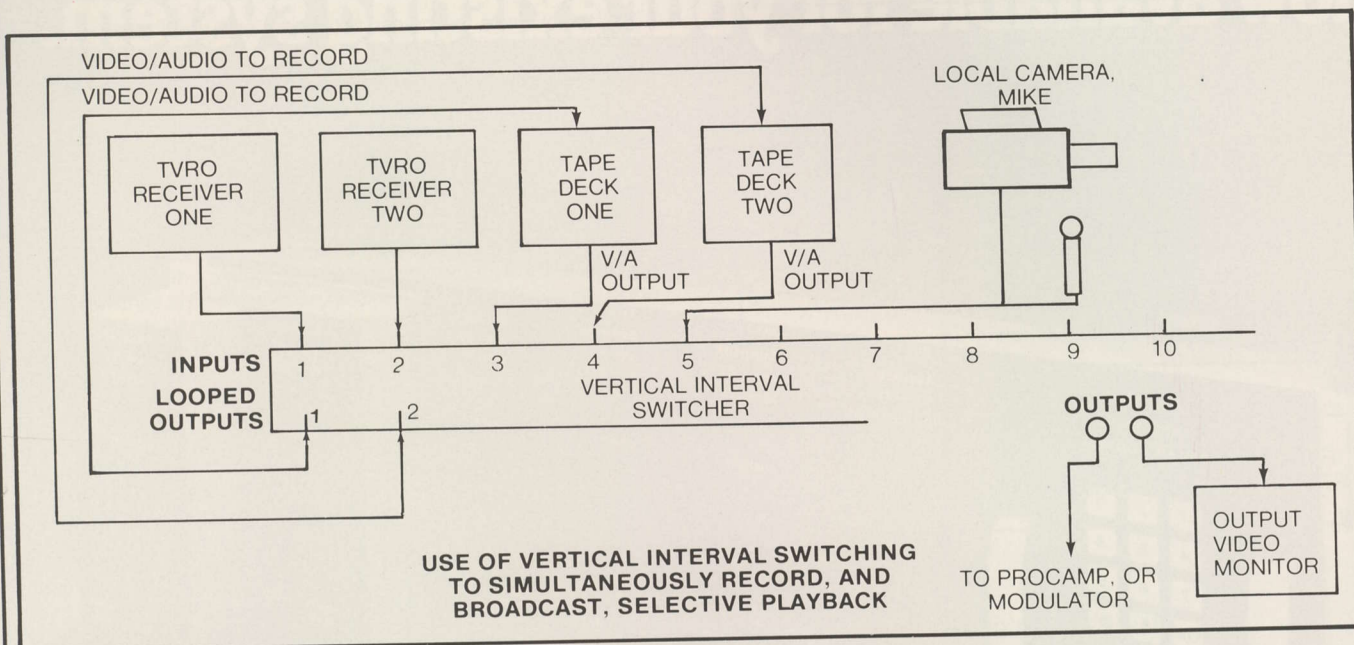 VIDEO/AUDIO TO RECORD
VIDEO/AUDIO TO RECORD
LOCAL CAMERA,
MIKE
TVRO
RECEIVER
ONE
TVRO
RECEIVER
TWO
TAPE
DECK
ONE
TAPE
DECK
TWO
V/A
OUTPUT
V/A
OUTPUT
INPUTS
1 2 3 4 5 6 7 8 9 10
LOOPED
OUTPUTS
1 2
VERTICAL INTERVAL
SWITCHER
OUTPUTS
OUTPUT
VIDEO
MONITOR
TO PROCAMP, OR
MODULATOR
USE OF VERTICAL INTERVAL SWITCHING
TO SIMULTANEOUSLY RECORD, AND
BROADCAST, SELECTIVE PLAYBACK